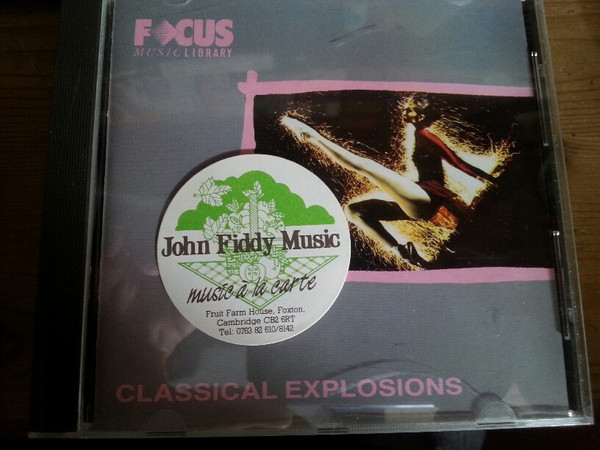 FOCUS
MUSIC LIBRARY
John Fiddy Music
music à la carte
Fruit Farm House, Foxton,
Cambridge CB2 6RT
Tel: 0763 82 610/8142
CLASSICAL EXPLOSIONS